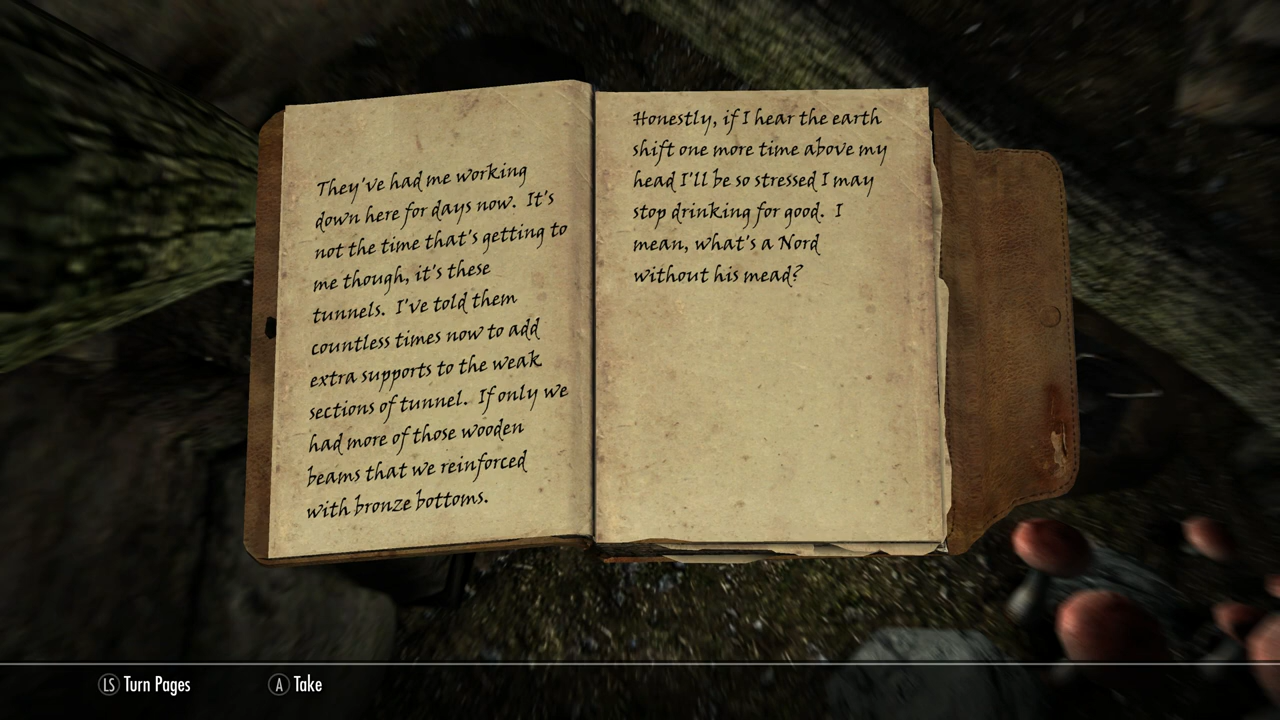 They've had me working
down here for days now.  It's
not the time that's getting to
me though, it's these
tunnels.  I've told them
countless times now to add
extra supports to the weak
sections of tunnel.  If only we
had more of those wooden
beams that we reinforced
with bronze bottoms.
Honestly, if I hear the earth
shift one more time above my
head I'll be so stressed I may
stop drinking for good.  I
mean, what's a Nord
without his mead?
LS Turn Pages
A Take